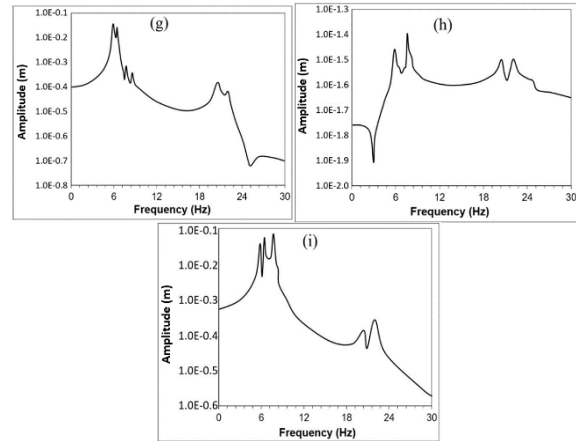 (g)
1.0E-0.1
1.0E-0.2
1.0E-0.3
1.0E-0.4
1.0E-0.5
1.0E-0.6
1.0E-0.7
1.0E-0.8
Amplitude (m)
0 6 12 18 24 30
Frequency (Hz)
(h)
1.0E-1.3
1.0E-1.4
1.0E-1.5
1.0E-1.6
1.0E-1.7
1.0E-1.8
1.0E-1.9
1.0E-2.0
Amplitude (m)
0 6 12 18 24 30
Frequency (Hz)
(i)
1.0E-0.1
1.0E-0.2
1.0E-0.3
1.0E-0.4
1.0E-0.5
1.0E-0.6
Amplitude (m)
0 6 12 18 24 30
Frequency (Hz)